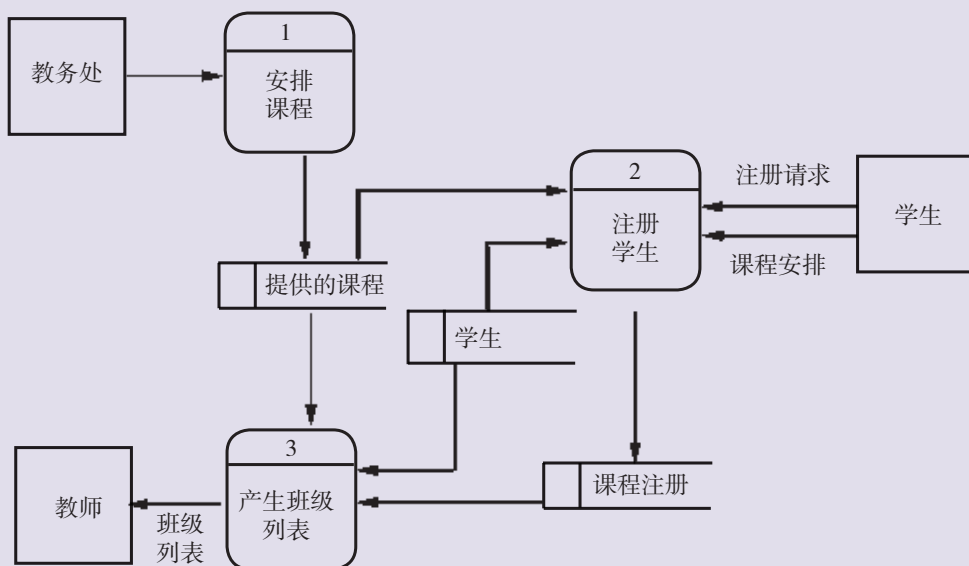 教务处
1
安排
课程
2
注册
学生
注册请求
课程安排
学生
提供的课程
学生
3
产生班级
列表
课程注册
教师
班级
列表